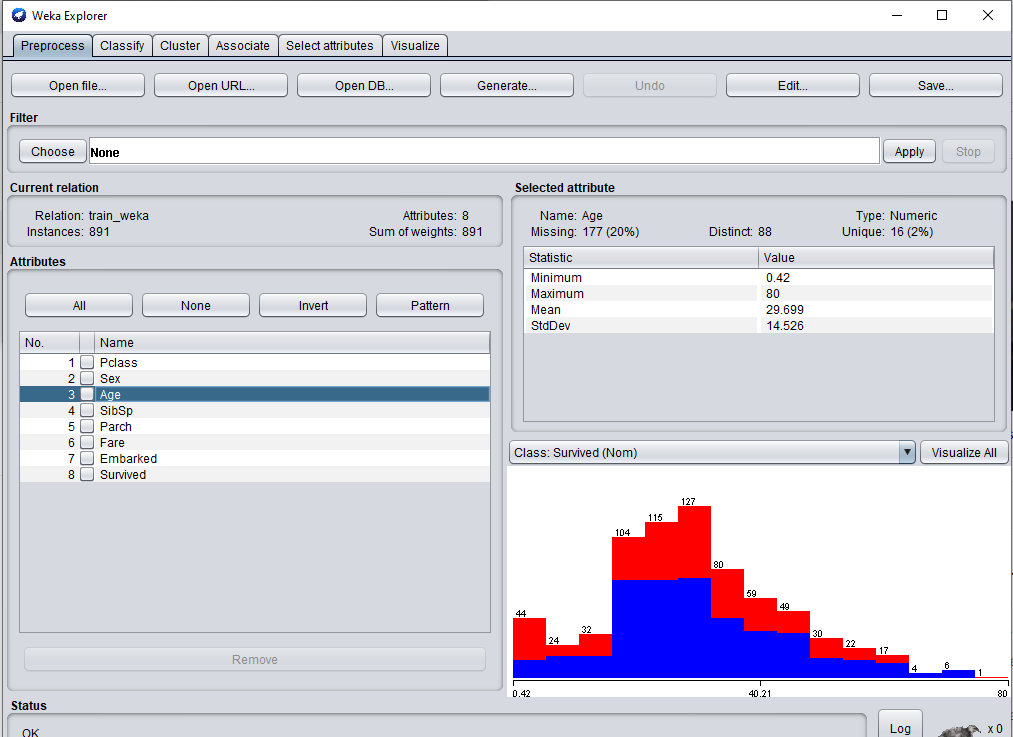 Weka Explorer
Preprocess Classify Cluster Associate Select attributes Visualize
Open file... Open URL... Open DB... Generate... Undo Edit... Save...
Filter
Choose None Apply Stop
Current relation
Relation: train_weka Attributes: 8
Instances: 891 Sum of weights: 891
Selected attribute
Name: Age Type: Numeric
Missing: 177 (20%) Distinct: 88 Unique: 16 (2%)
Statistic Value
Minimum 0.42
Maximum 80
Mean 29.699
StdDev 14.526
Attributes
All None Invert Pattern
No. Name
1 Pclass
2 Sex
3 Age
4 SibSp
5 Parch
6 Fare
7 Embarked
8 Survived
Remove
Class: Survived (Nom) Visualize All
44 24 32 104 115 127 80 59 49 30 22 17 4 6 1
0.42 40.21 80
Status
OK
Log x 0